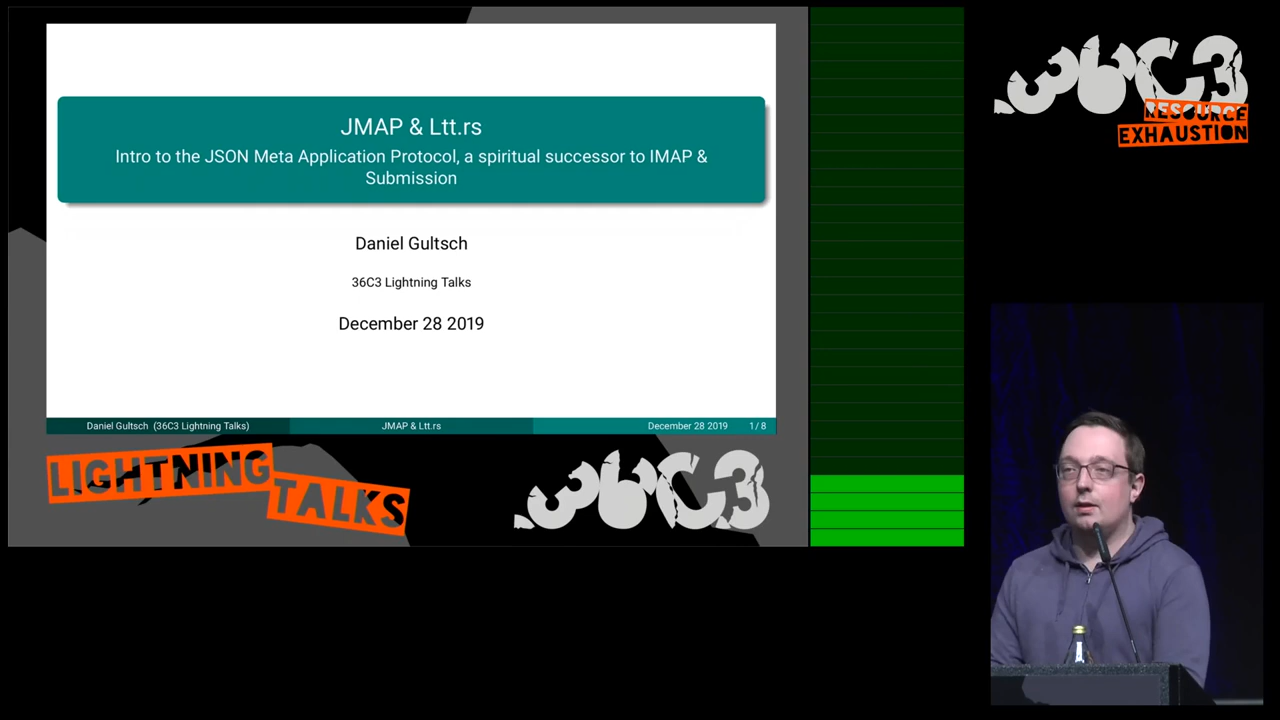 JMAP & Ltt.rs
Intro to the JSON Meta Application Protocol, a spiritual successor to IMAP &
Submission
Daniel Gultsch
36C3 Lightning Talks
December 28 2019
Daniel Gultsch (36C3 Lightning Talks)
JMAP & Ltt.rs
December 28 2019
1 / 8
LIGHTNING
TALKS
36C3
36C3
RESOURCE
EXHAUSTION